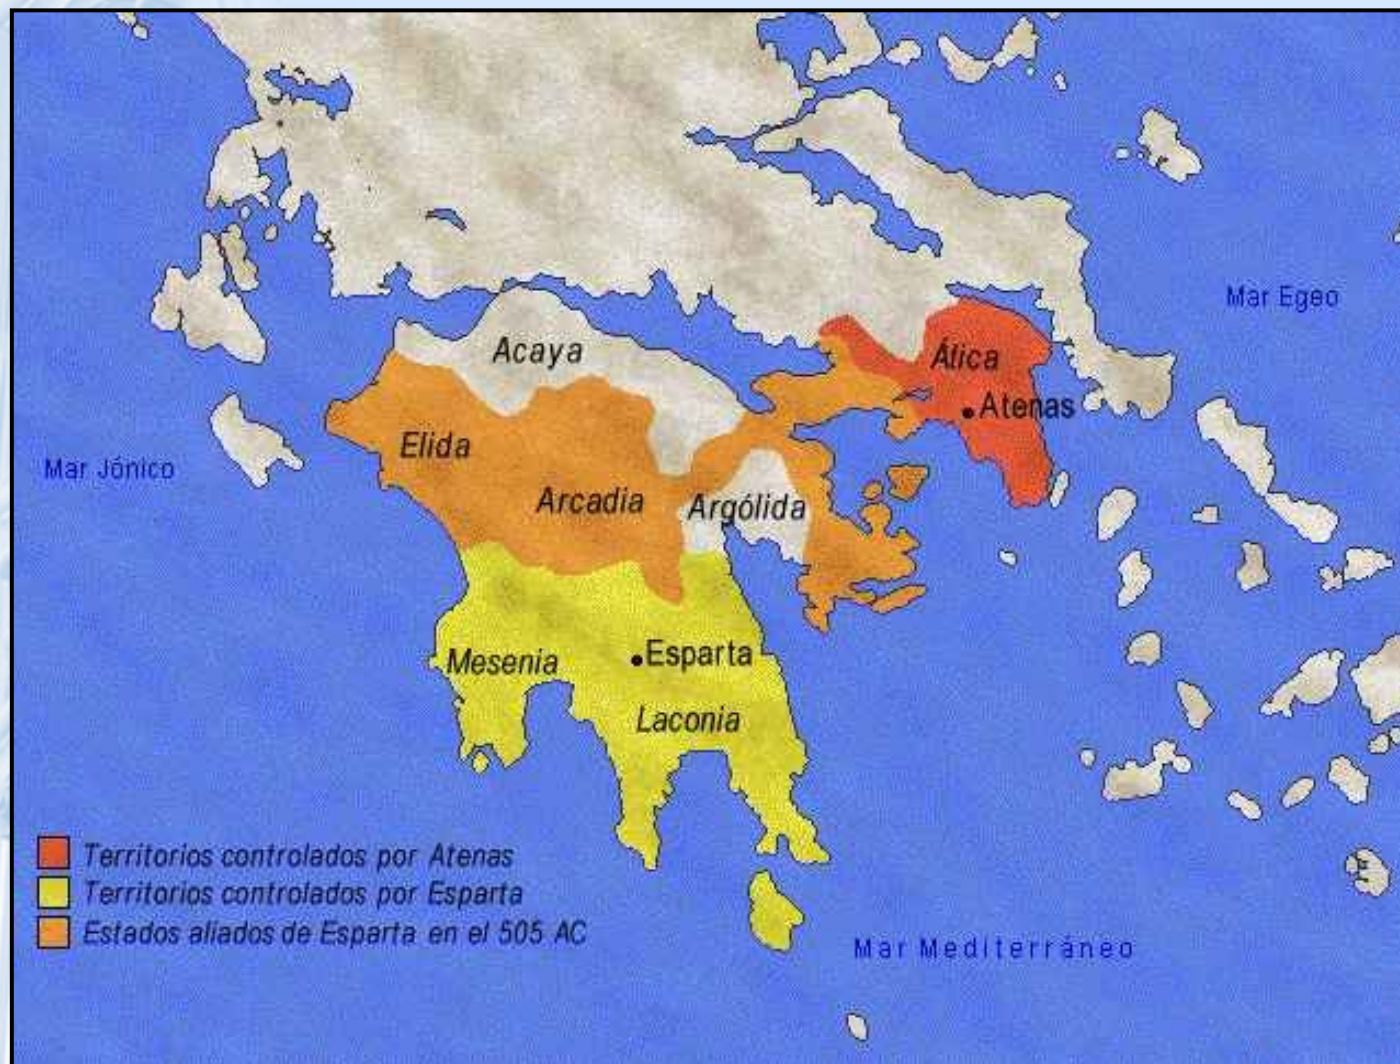 Mar Egeo
Acaya
Ática
Atenas
Elida
Mar Jónico
Arcadia
Argólida
Esparta
Mesenia
Laconia
Territorios controlados por Atenas
Territorios controlados por Esparta
Estados aliados de Esparta en el 505 AC
Mar Mediterráneo